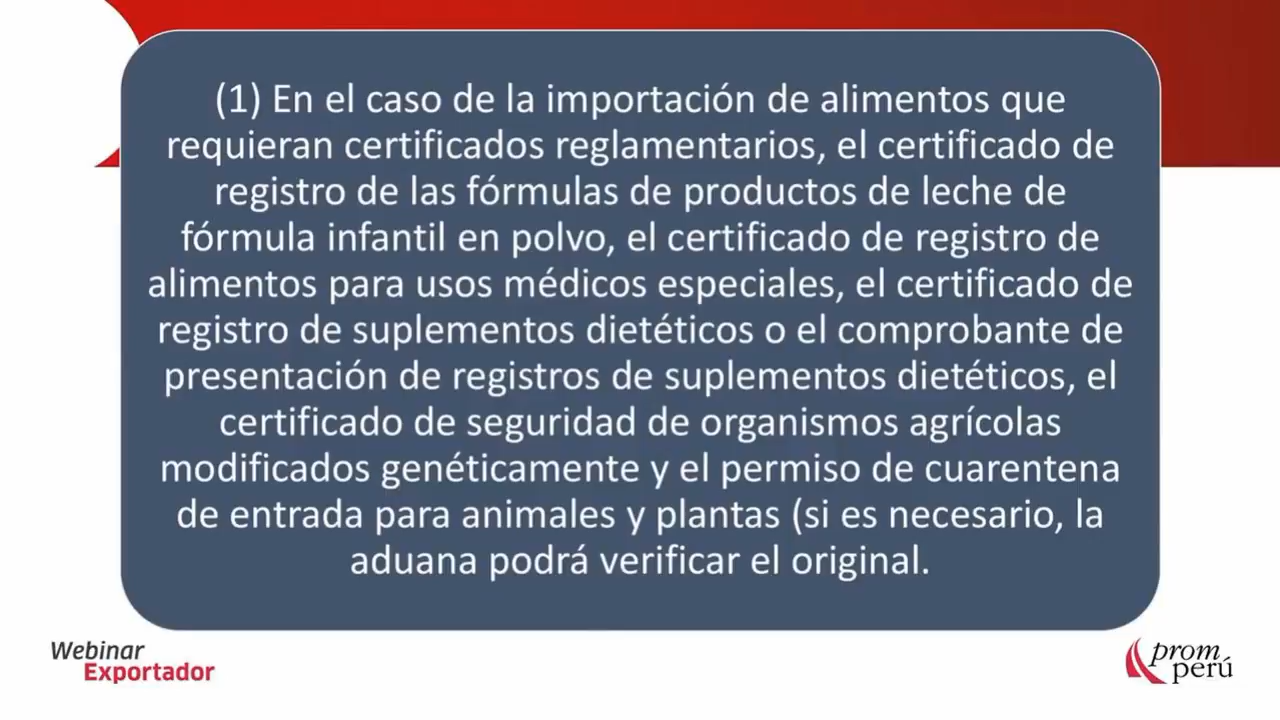 (1) En el caso de la importación de alimentos que
requieran certificados reglamentarios, el certificado de
registro de las fórmulas de productos de leche de
fórmula infantil en polvo, el certificado de registro de
alimentos para usos médicos especiales, el certificado de
registro de suplementos dietéticos o el comprobante de
presentación de registros de suplementos dietéticos, el
certificado de seguridad de organismos agrícolas
modificados genéticamente y el permiso de cuarentena
de entrada para animales y plantas (si es necesario, la
aduana podrá verificar el original.
Webinar
Exportador
prom
perú